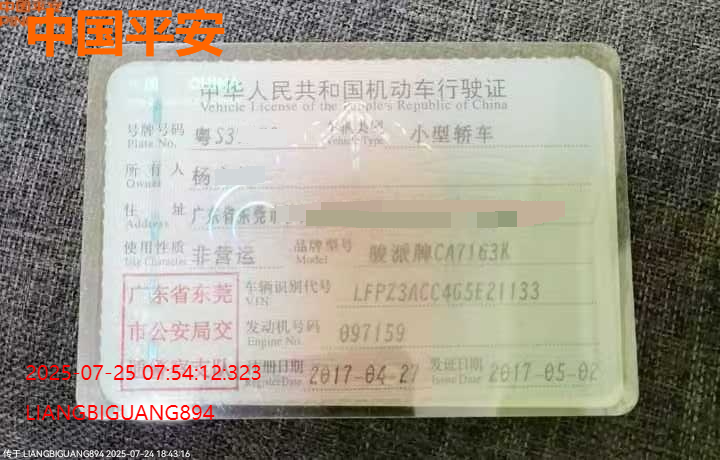 中国平安
中华人民共和国机动车行驶证
Vehicle License of the People's Republic of China
号牌号码 粤S3 车辆类型 小型轿车
Plate No. Vehicle Type
所有人 杨
Owner
住址 广东省东莞市
Address
使用性质 非营运 品牌型号 骏派牌CA7163K
Use Character Model
广东省东莞 车辆识别代号 LFPZ3ACC4G5E21133
VIN
市公安局交 发动机号码 097159
Engine No.
注册日期 2017-04-27 发证日期 2017-05-02
Register Date Issue Date
2025-07-25 07:54:12:323
LIANGBIGUANG894
传于:LIANGBIGUANG894 2025-07-24 18:43:16